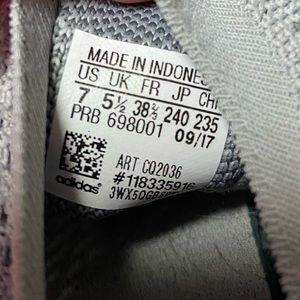 MADE IN INDONE
US UK FR JP CH
7 5½ 38⅔ 240 235
PRB 698001 09/17
ART CQ2036
#118335916
adidas